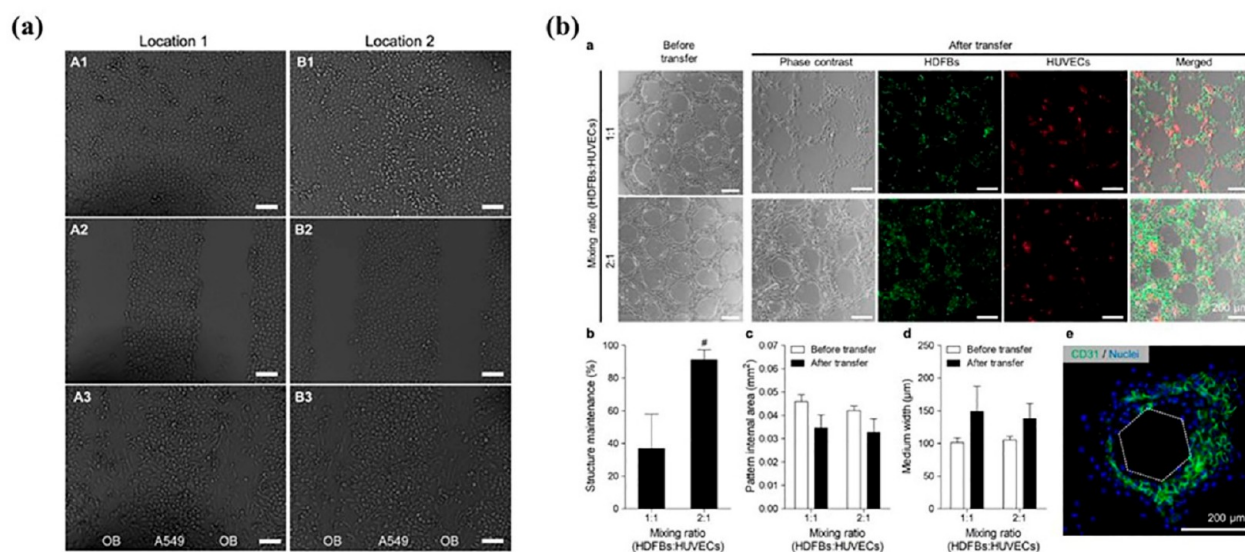 (a)
Location 1
Location 2
A1
B1
A2
B2
A3
B3
OB A549 OB
OB A549 OB
(b)
a
Before transfer
After transfer
Phase contrast
HDFBs
HUVECs
Merged
Mixing ratio (HDFBs:HUVECs)
1:1
2:1
200 µm
b
#
Structure maintenance (%)
100
80
60
40
20
0
1:1
2:1
Mixing ratio
(HDFBs:HUVECs)
c
Before transfer
After transfer
Pattern internal area (mm²)
0.07
0.06
0.05
0.04
0.03
0.02
0.01
0.00
1:1
2:1
Mixing ratio
(HDFBs:HUVECs)
d
Before transfer
After transfer
Medium width (µm)
250
200
150
100
50
0
1:1
2:1
Mixing ratio
(HDFBs:HUVECs)
e
CD31 / Nuclei
200 µm